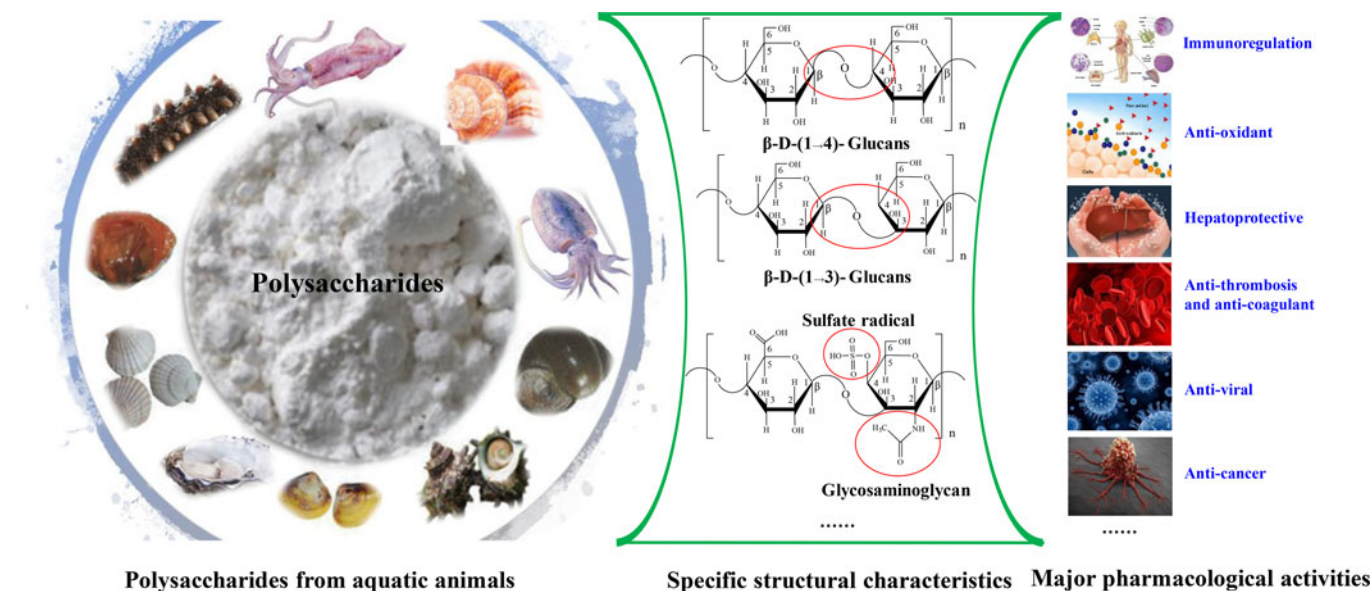 Polysaccharides
β-D-(1→4)- Glucans
β-D-(1→3)- Glucans
Sulfate radical
Glycosaminoglycan
......
Immunoregulation
Anti-oxidant
Hepatoprotective
Anti-thrombosis
and anti-coagulant
Anti-viral
Anti-cancer
......
Polysaccharides from aquatic animals
Specific structural characteristics
Major pharmacological activities